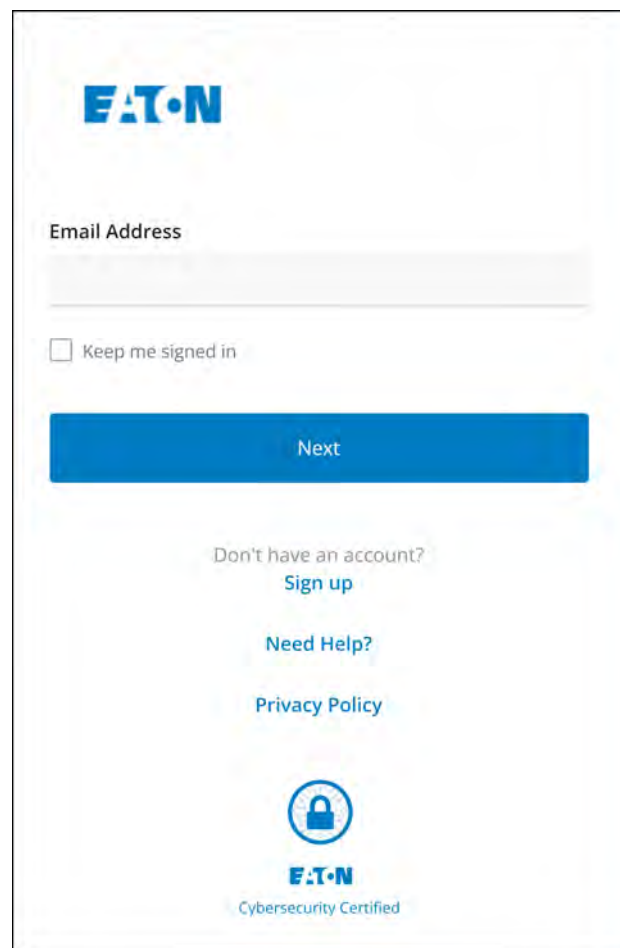 EATON
Email Address
Keep me signed in
Next
Don't have an account?
Sign up
Need Help?
Privacy Policy
EATON
Cybersecurity Certified